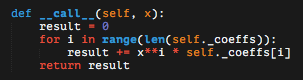 def __call__(self, x):
    result = 0
    for i in range(len(self._coeffs)):
        result += x**i * self._coeffs[i]
    return result